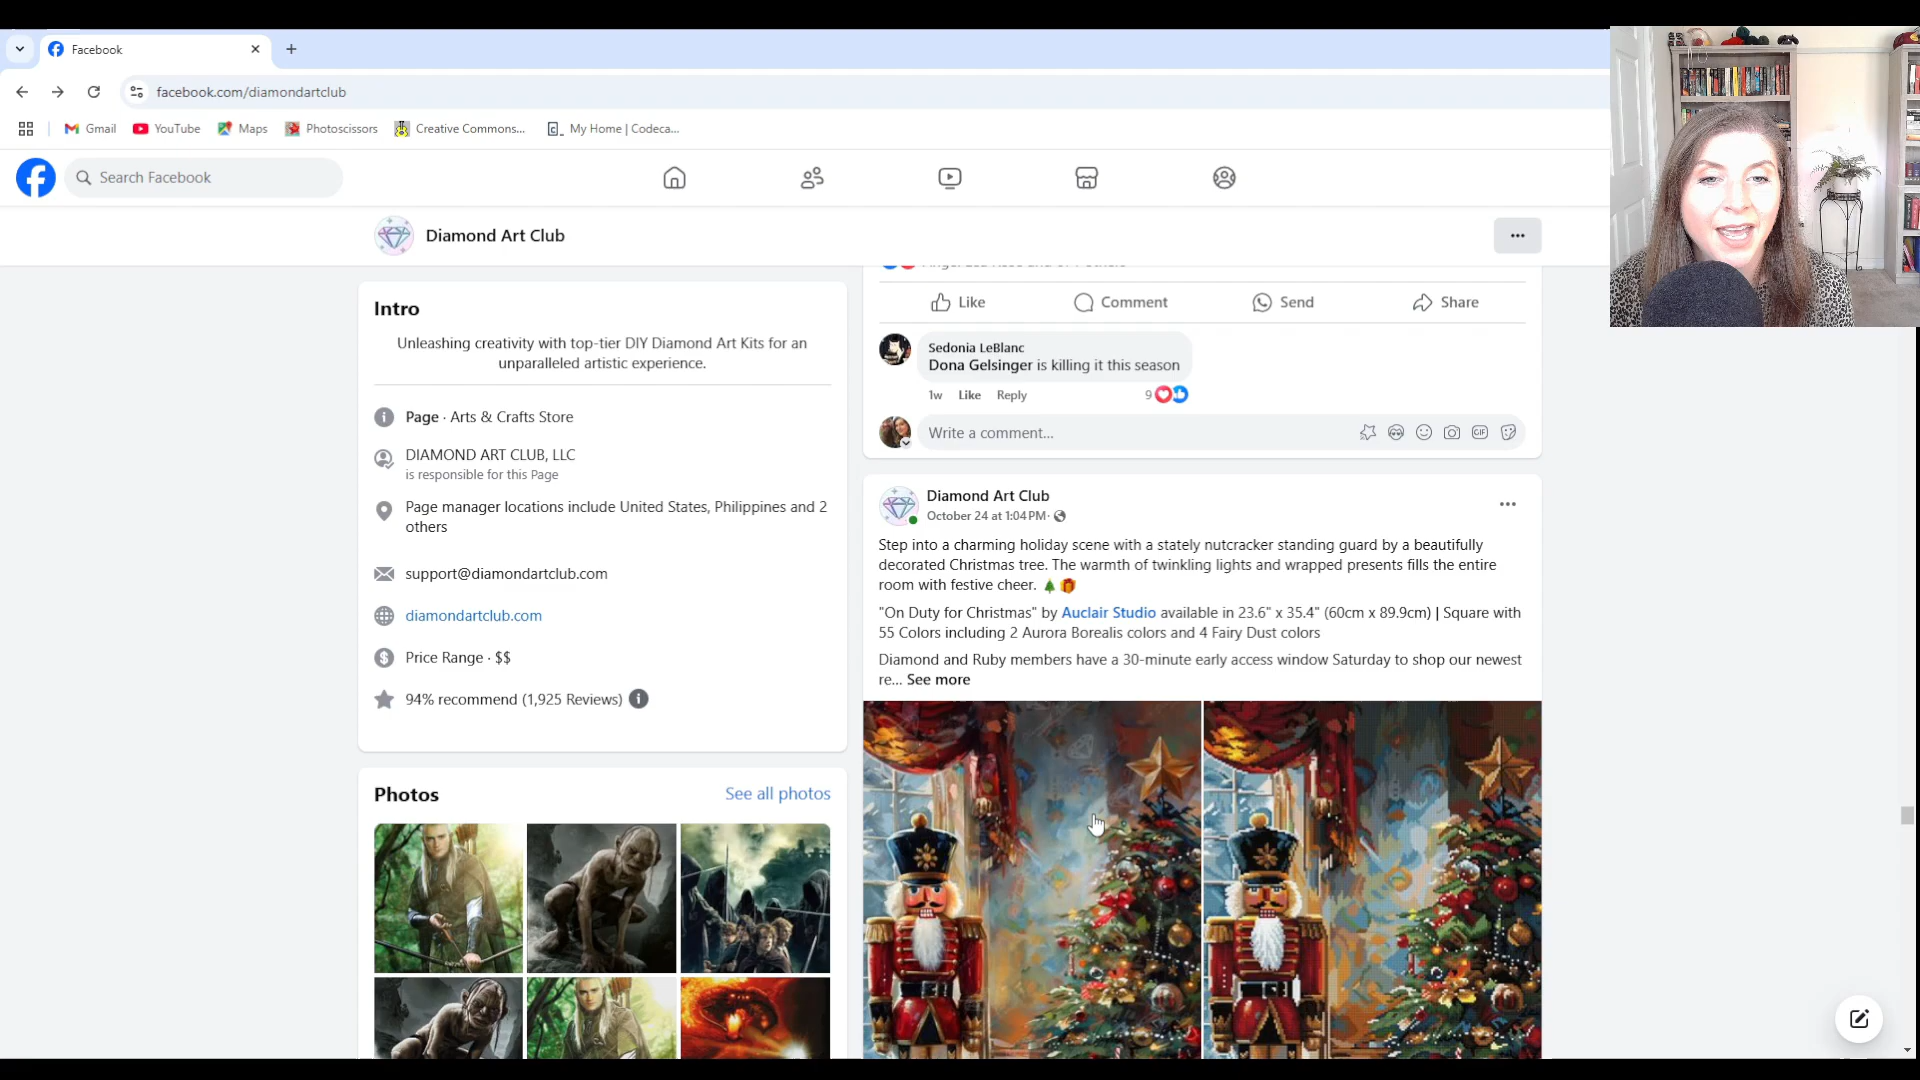 Facebook
facebook.com/diamondartclub
Gmail
YouTube
Maps
Photoscissors
Creative Commons...
My Home | Codeca...
Search Facebook
Diamond Art Club
Intro
Unleashing creativity with top-tier DIY Diamond Art Kits for an
unparalleled artistic experience.
Page · Arts & Crafts Store
DIAMOND ART CLUB, LLC
is responsible for this Page
Page manager locations include United States, Philippines and 2
others
support@diamondartclub.com
diamondartclub.com
Price Range · $$
94% recommend (1,925 Reviews)
Photos
See all photos
Like
Comment
Send
Share
Sedonia LeBlanc
Dona Gelsinger is killing it this season
1w Like Reply 9
Write a comment...
GIF
Diamond Art Club
October 24 at 1:04 PM ·
Step into a charming holiday scene with a stately nutcracker standing guard by a beautifully
decorated Christmas tree. The warmth of twinkling lights and wrapped presents fills the entire
room with festive cheer. 🎄🎁
"On Duty for Christmas" by Auclair Studio available in 23.6" x 35.4" (60cm x 89.9cm) | Square with
55 Colors including 2 Aurora Borealis colors and 4 Fairy Dust colors
Diamond and Ruby members have a 30-minute early access window Saturday to shop our newest
re... See more